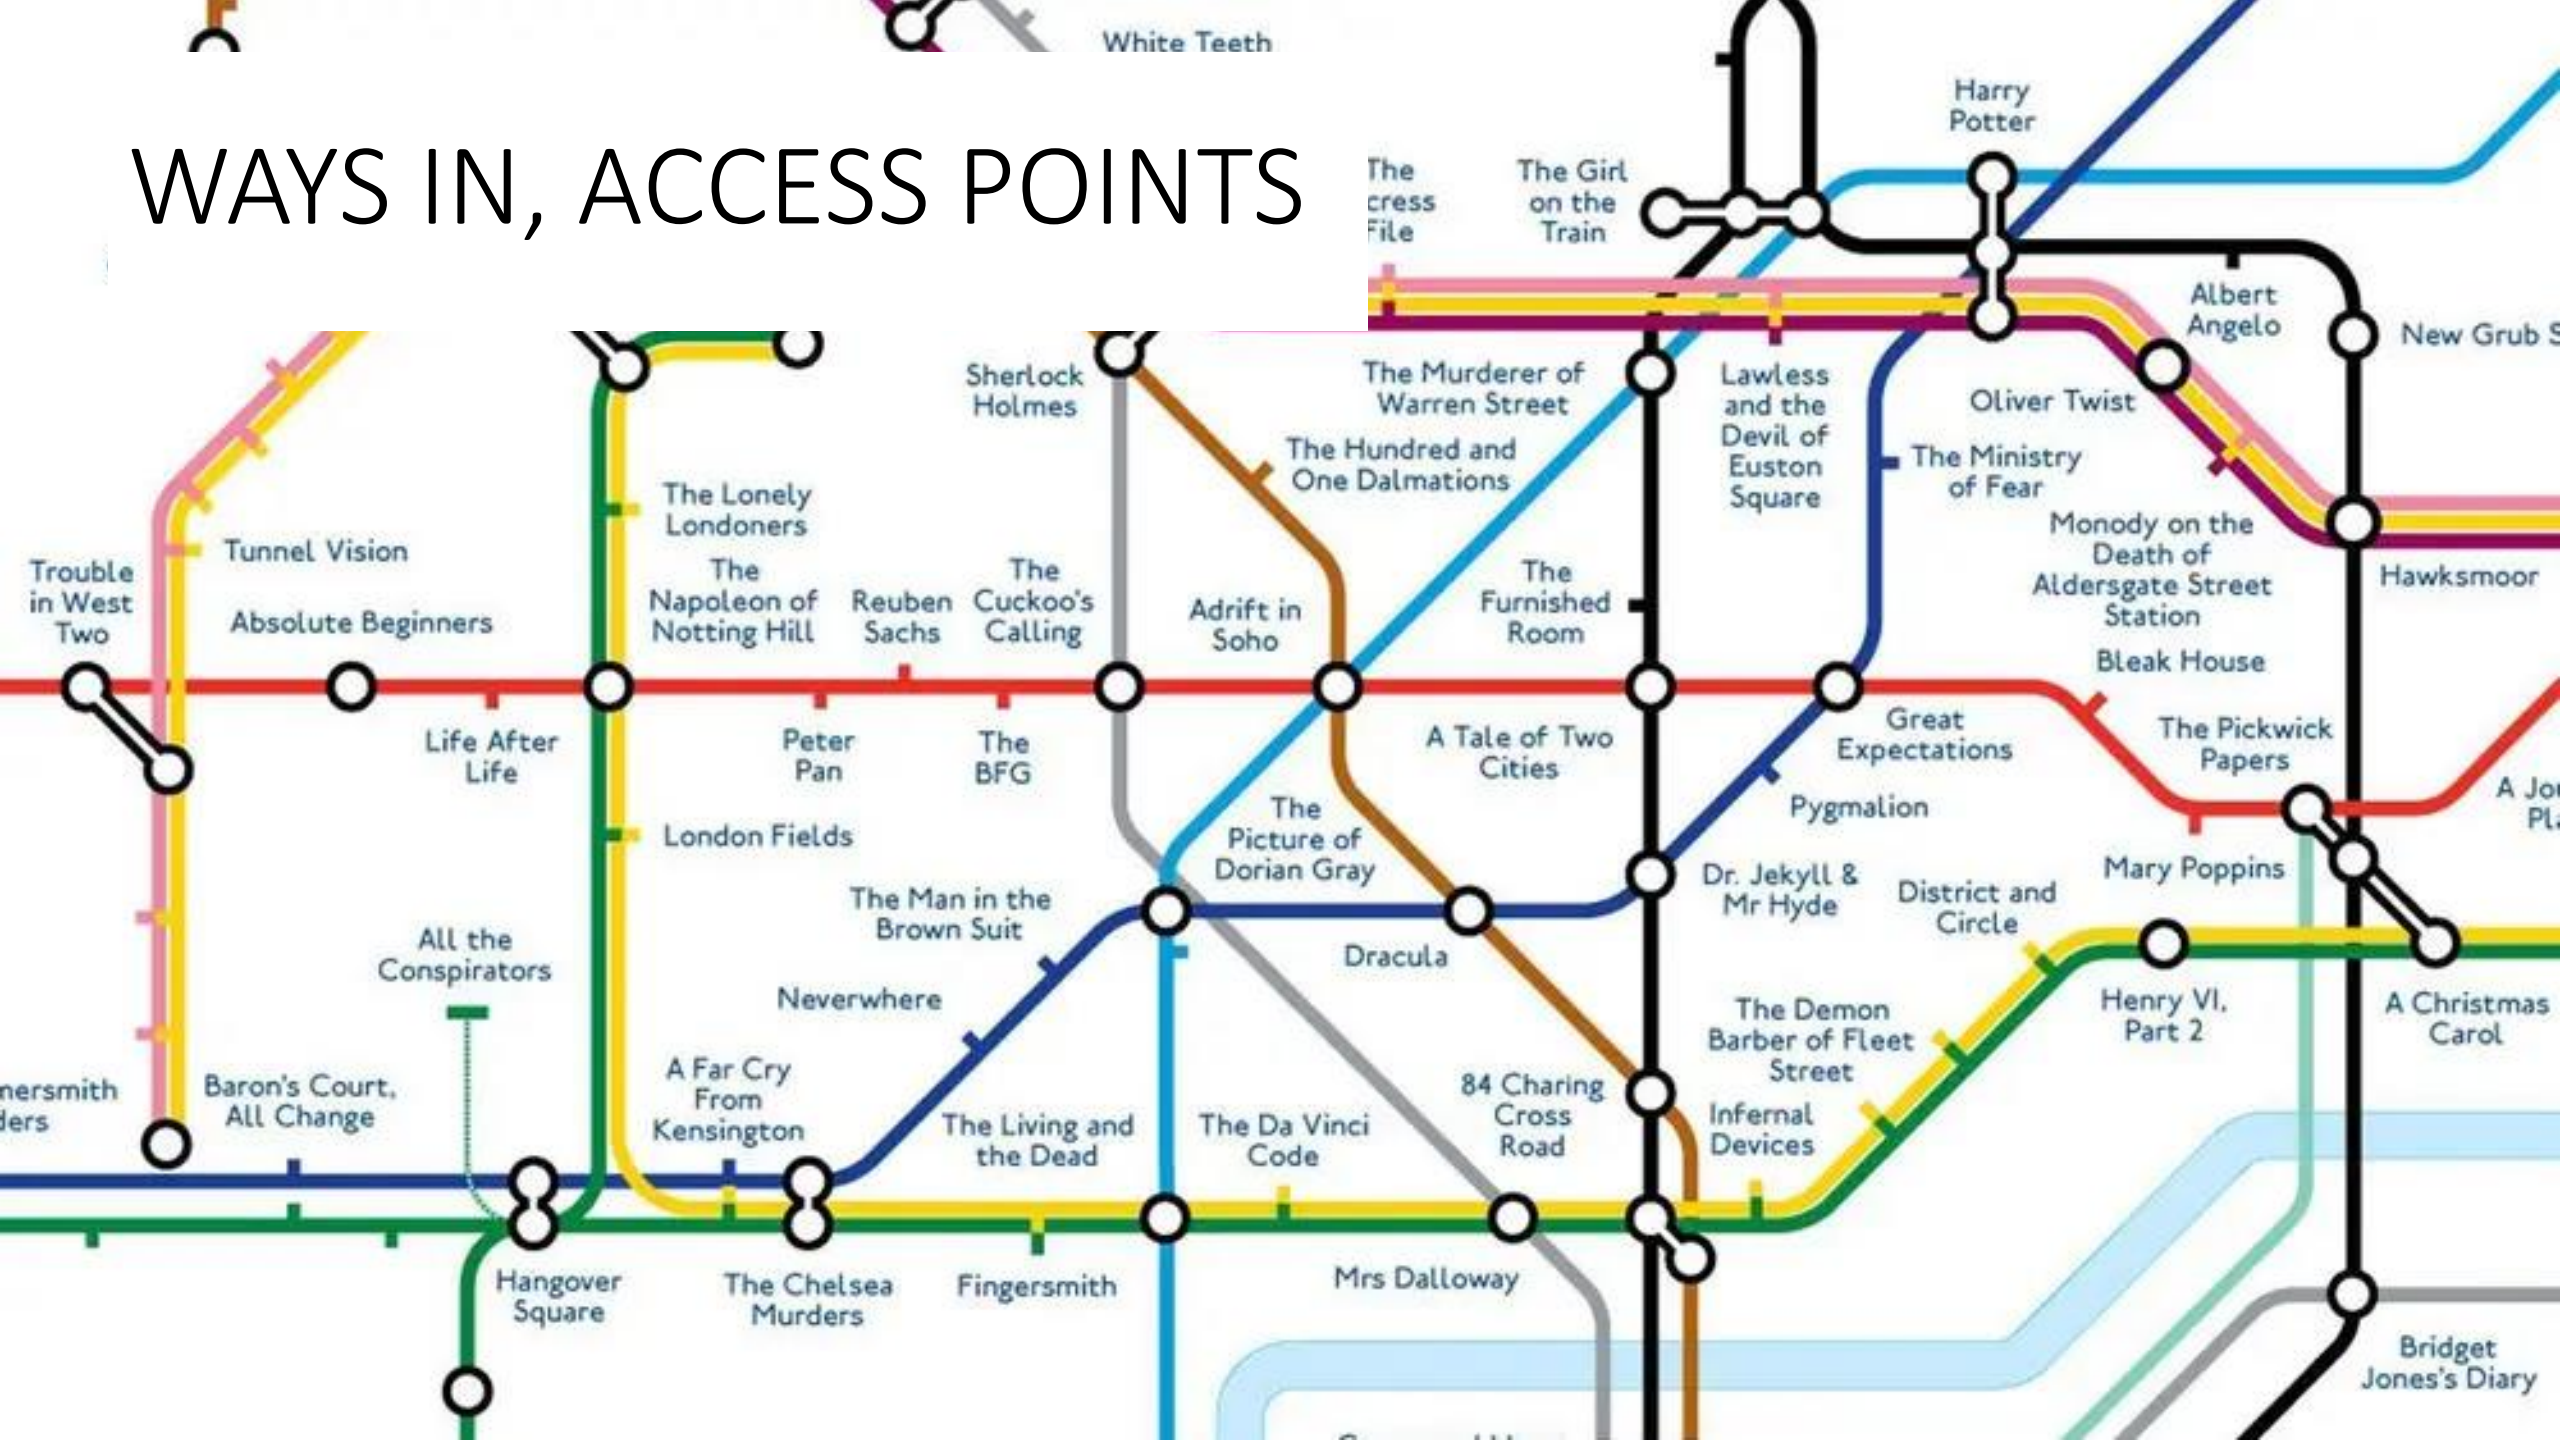 White Teeth
WAYS IN, ACCESS POINTS
Harry
Potter
The
File
The Girl
on the
Train
Albert
Angelo
New Grub
Sherlock
Holmes
The Murderer of
Warren Street
Lawless
and the
Devil of
Euston
Square
Oliver Twist
The Hundred and
One Dalmations
The Ministry
of Fear
The Lonely
Londoners
Tunnel Vision
Monody on the
Death of
Aldersgate Street
Station
Hawksmoor
Trouble
in West
Two
Absolute Beginners
The
Napoleon of
Notting Hill
Reuben
Sachs
The
Cuckoo's
Calling
Adrift in
Soho
The
Furnished
Room
Bleak House
Life After
Life
Peter
Pan
The
BFG
A Tale of Two
Cities
Great
Expectations
The Pickwick
Papers
A
London Fields
The
Picture of
Dorian Gray
Pygmalion
Mary Poppins
The Man in the
Brown Suit
Dr. Jekyll &
Mr Hyde
District and
Circle
All the
Conspirators
Dracula
Neverwhere
The Demon
Barber of Fleet
Street
Henry VI,
Part 2
A Christmas
Carol
Baron's Court,
All Change
A Far Cry
From
Kensington
The Living and
the Dead
The Da Vinci
Code
84 Charing
Cross
Road
Infernal
Devices
Hangover
Square
The Chelsea
Murders
Fingersmith
Mrs Dalloway
Bridget
Jones's Diary